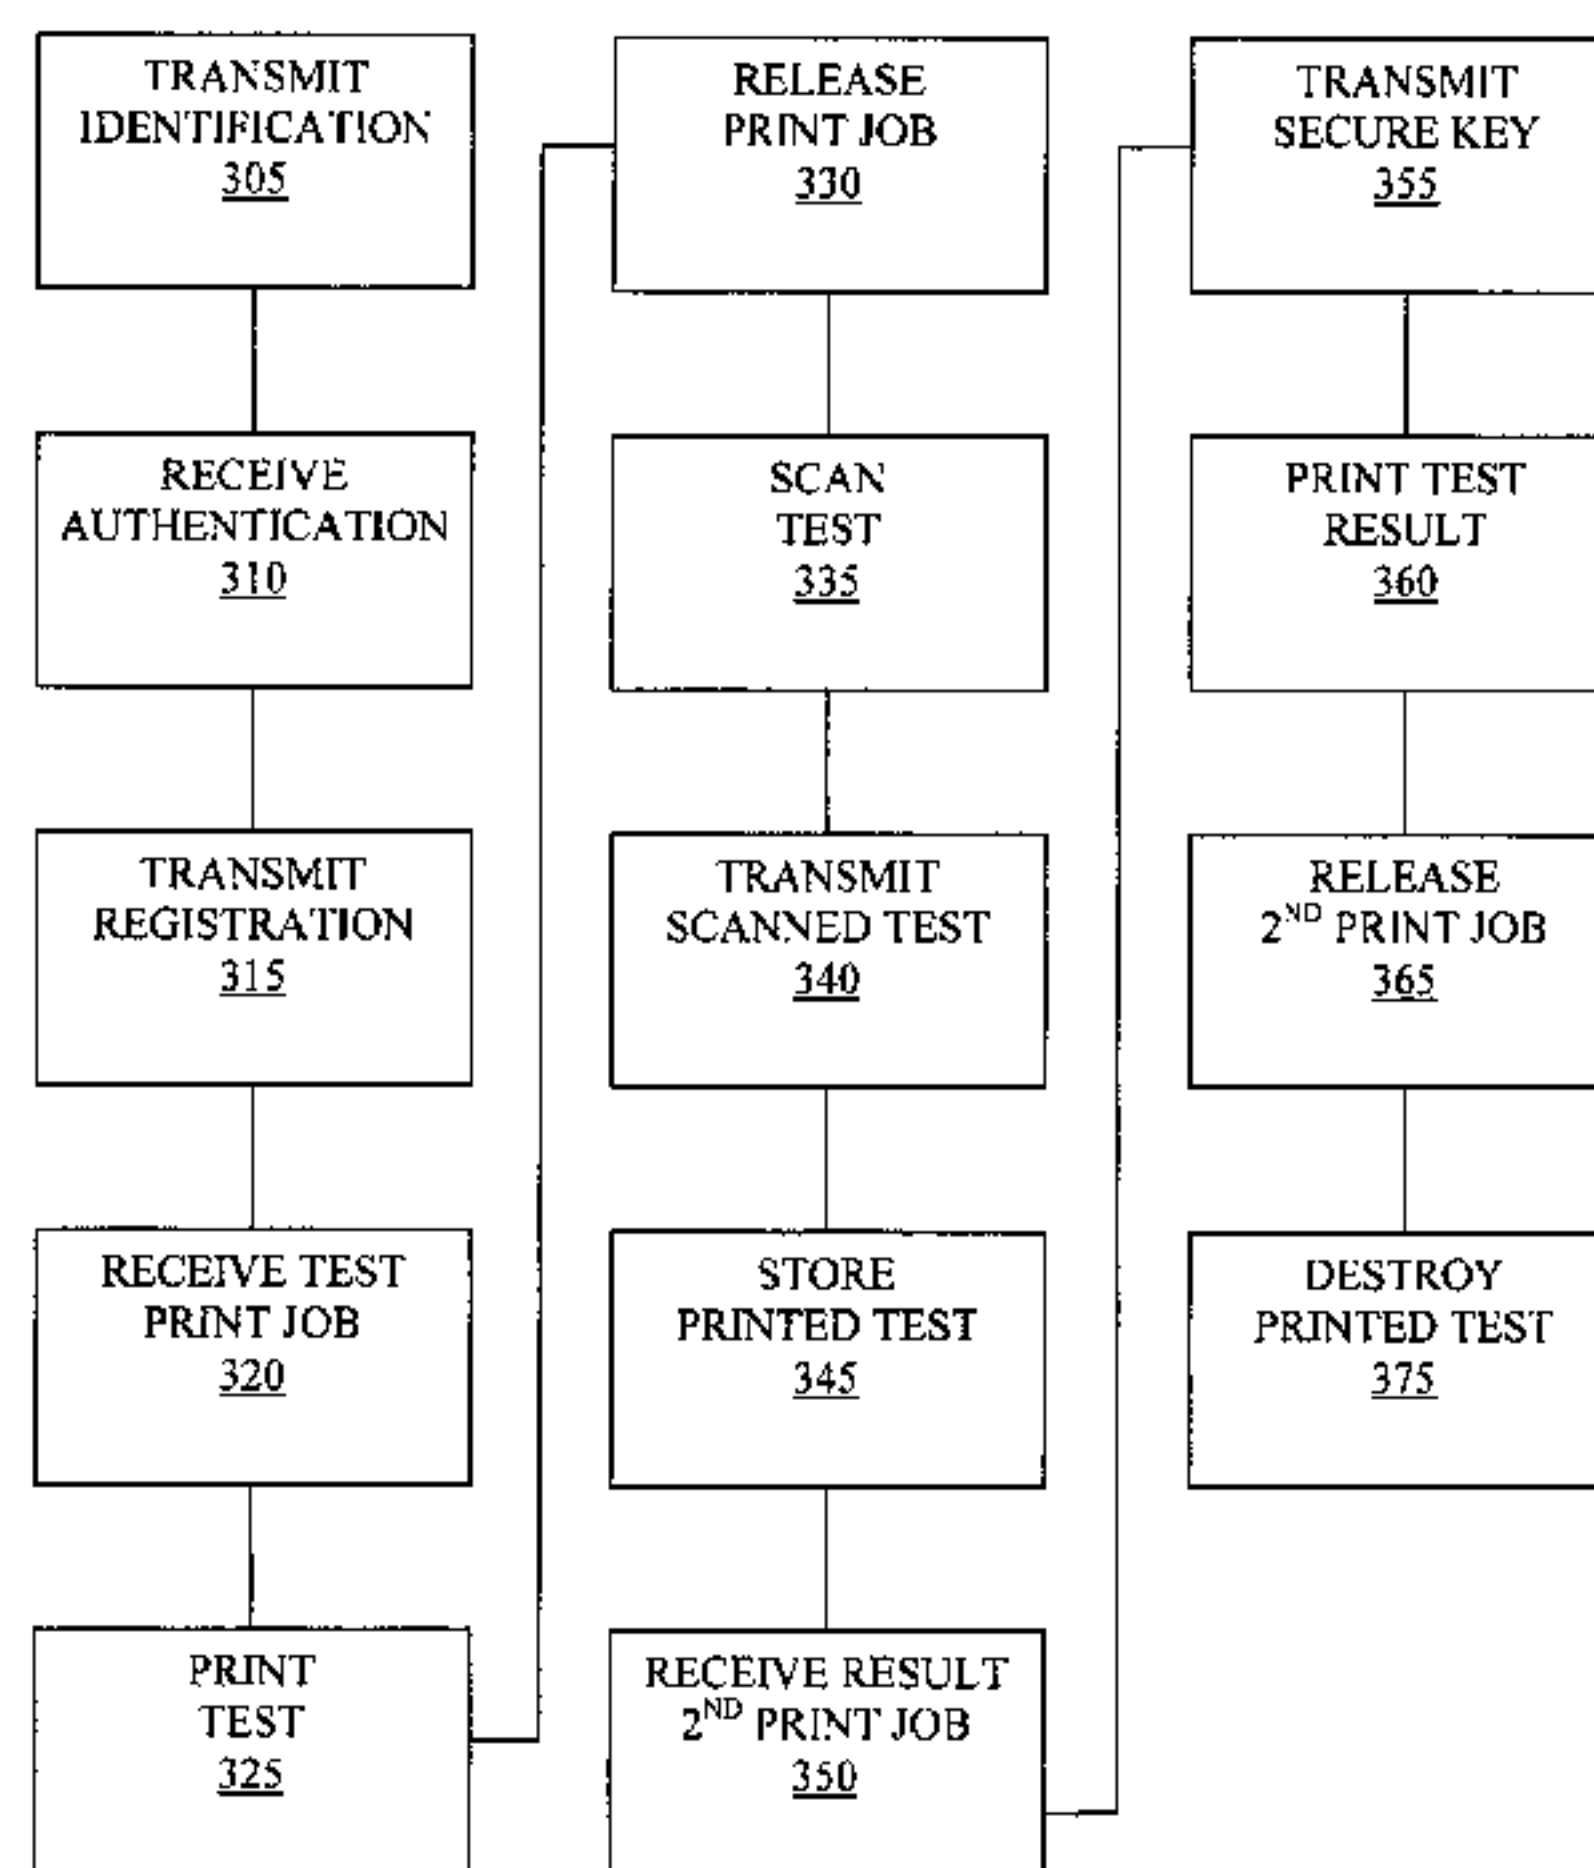 TRANSMIT
IDENTIFICATION
305
RECEIVE
AUTHENTICATION
310
TRANSMIT
REGISTRATION
315
RECEIVE TEST
PRINT JOB
320
PRINT
TEST
325
RELEASE
PRINT JOB
330
SCAN
TEST
335
TRANSMIT
SCANNED TEST
340
STORE
PRINTED TEST
345
RECEIVE RESULT
2ND PRINT JOB
350
TRANSMIT
SECURE KEY
355
PRINT TEST
RESULT
360
RELEASE
2ND PRINT JOB
365
DESTROY
PRINTED TEST
375